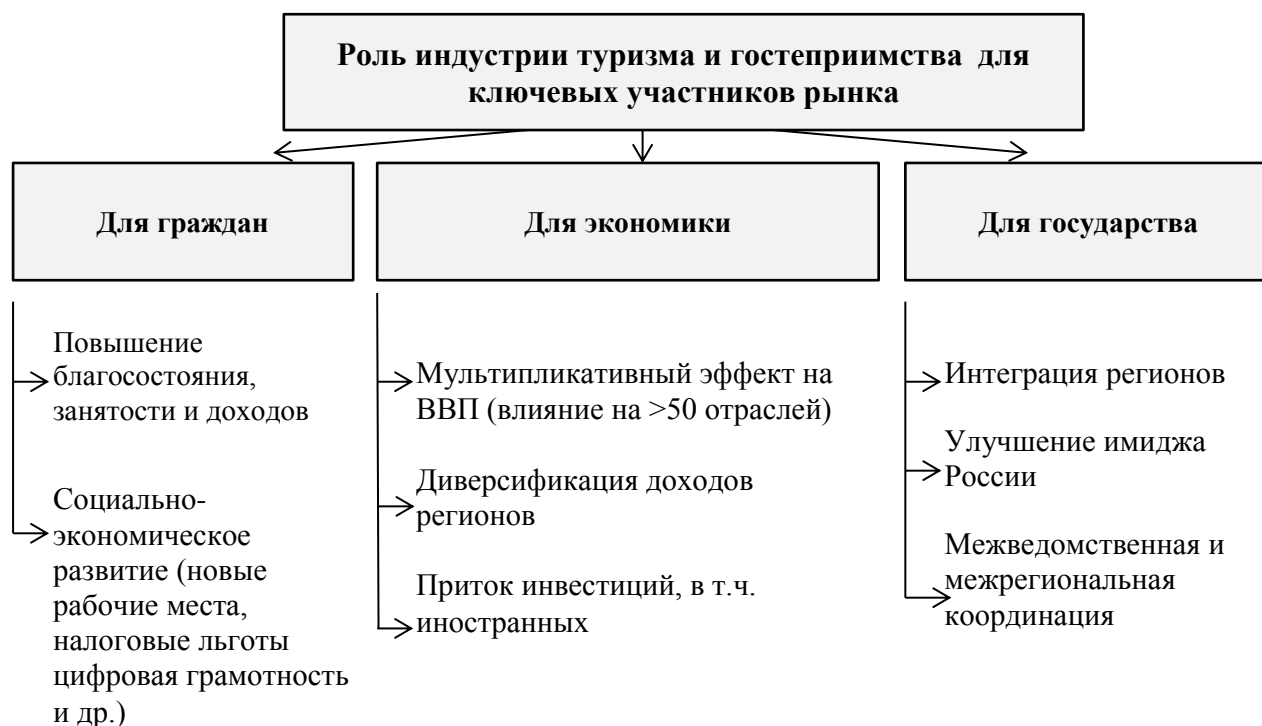 Роль индустрии туризма и гостеприимства для
ключевых участников рынка
Для граждан
Для экономики
Для государства
Повышение
благосостояния,
занятости и доходов
Социально-
экономическое
развитие (новые
рабочие места,
налоговые льготы
цифровая грамотность
и др.)
Мультипликативный эффект на
ВВП (влияние на >50 отраслей)
Диверсификация доходов
регионов
Приток инвестиций, в т.ч.
иностранных
Интеграция регионов
Улучшение имиджа
России
Межведомственная и
межрегиональная
координация